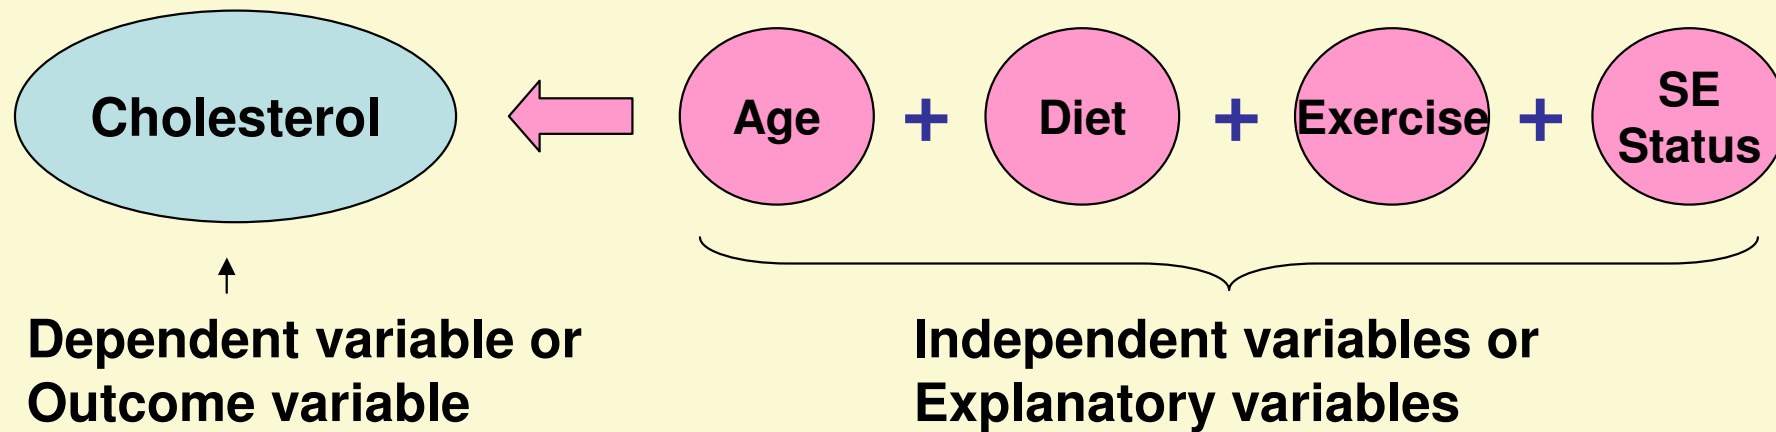 Cholesterol
Age + Diet + Exercise + SE
Status
Dependent variable or
Outcome variable
Independent variables or
Explanatory variables